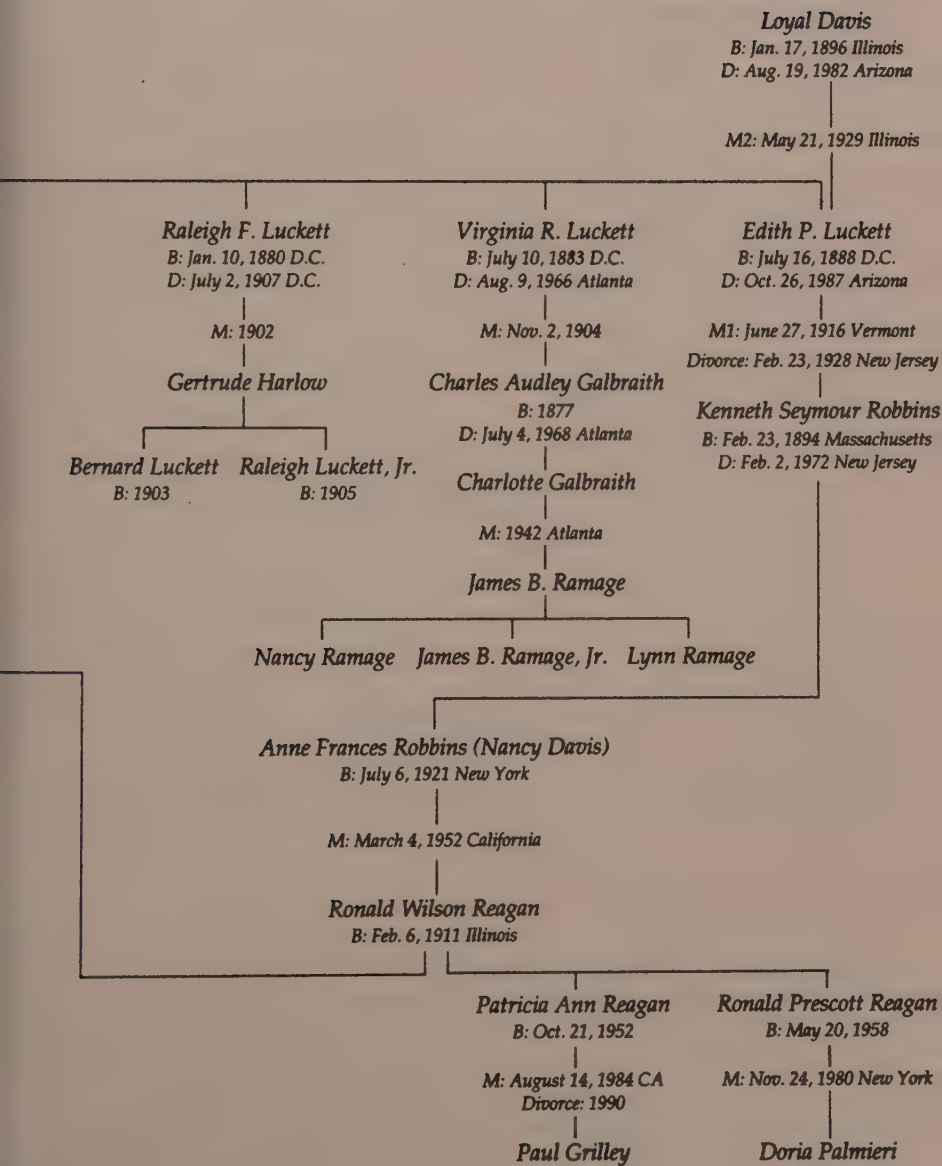 Loyal Davis
B: Jan. 17, 1896 Illinois
D: Aug. 19, 1982 Arizona
M2: May 21, 1929 Illinois
Raleigh F. Luckett
B: Jan. 10, 1880 D.C.
D: July 2, 1907 D.C.
M: 1902
Gertrude Harlow
Bernard Luckett
B: 1903
Raleigh Luckett, Jr.
B: 1905
Virginia R. Luckett
B: July 10, 1883 D.C.
D: Aug. 9, 1966 Atlanta
M: Nov. 2, 1904
Charles Audley Galbraith
B: 1877
D: July 4, 1968 Atlanta
Charlotte Galbraith
M: 1942 Atlanta
James B. Ramage
Nancy Ramage
James B. Ramage, Jr.
Lynn Ramage
Edith P. Luckett
B: July 16, 1888 D.C.
D: Oct. 26, 1987 Arizona
M1: June 27, 1916 Vermont
Divorce: Feb. 23, 1928 New Jersey
Kenneth Seymour Robbins
B: Feb. 23, 1894 Massachusetts
D: Feb. 2, 1972 New Jersey
Anne Frances Robbins (Nancy Davis)
B: July 6, 1921 New York
M: March 4, 1952 California
Ronald Wilson Reagan
B: Feb. 6, 1911 Illinois
Patricia Ann Reagan
B: Oct. 21, 1952
M: August 14, 1984 CA
Divorce: 1990
Paul Grilley
Ronald Prescott Reagan
B: May 20, 1958
M: Nov. 24, 1980 New York
Doria Palmieri